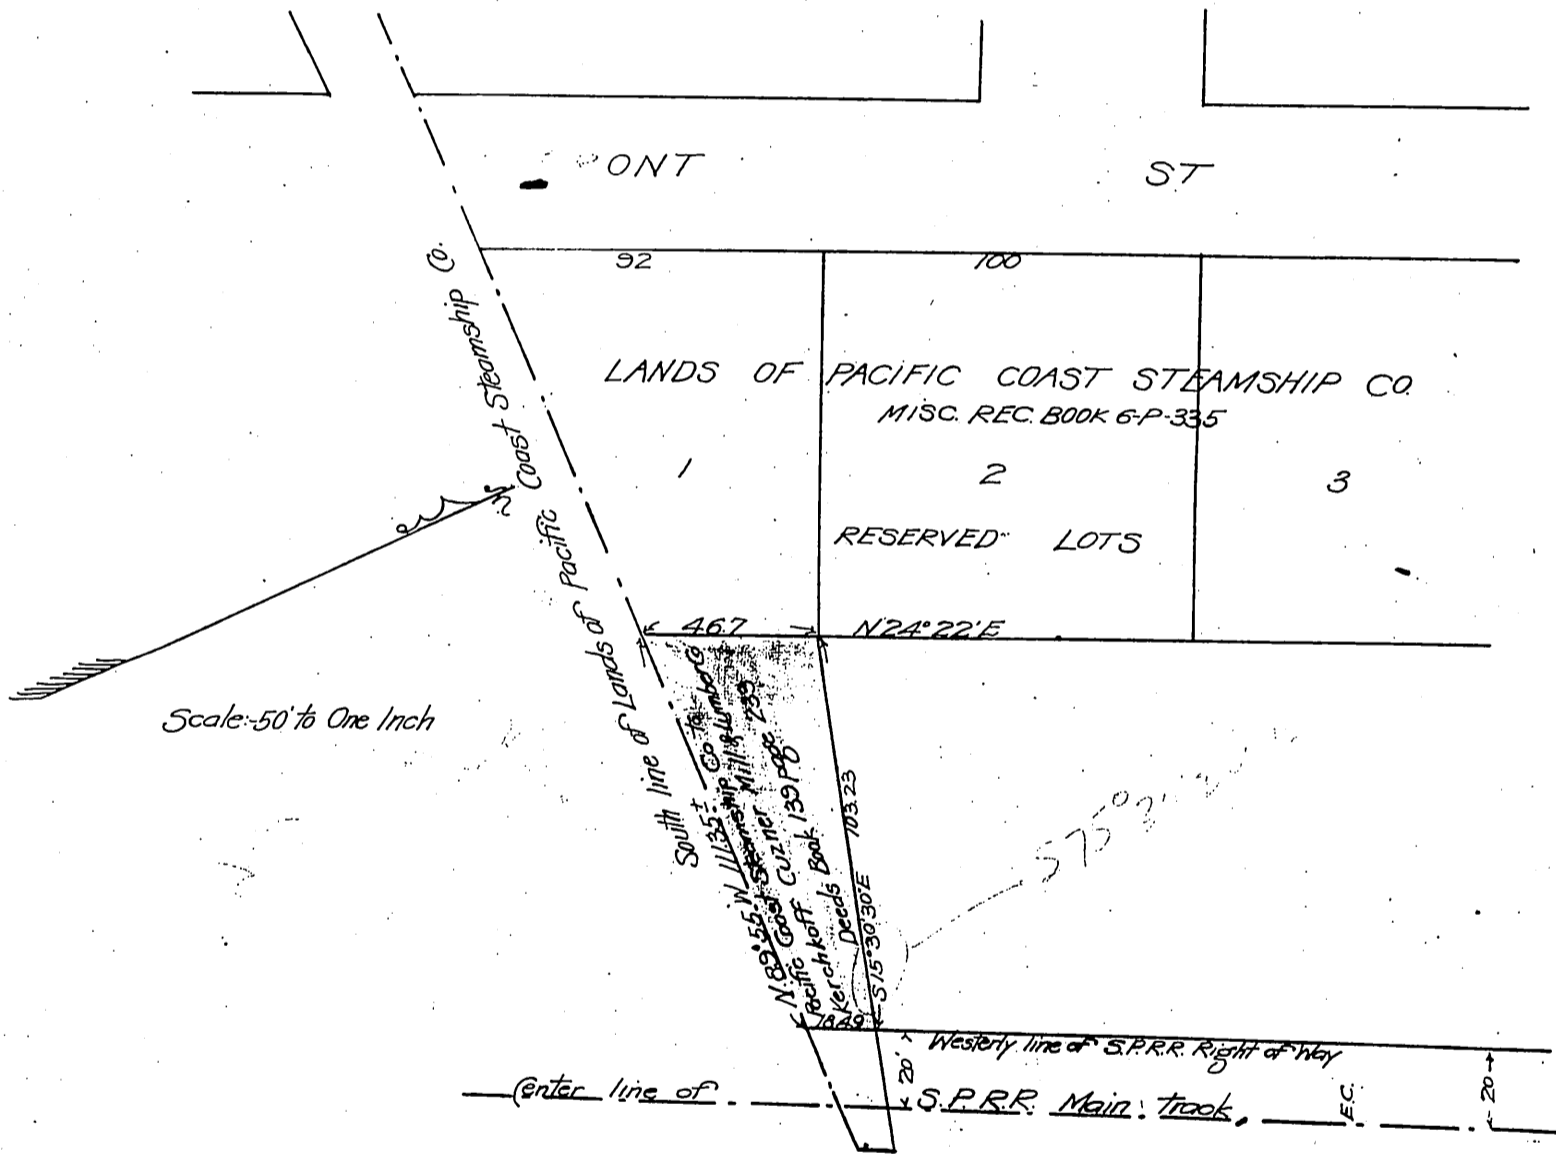 ONT ST
92 100
LANDS OF PACIFIC COAST STEAMSHIP CO.
MISC. REC. BOOK 6-P-335
1 2 3
RESERVED LOTS
South line of Lands of Pacific Coast Steamship Co.
46.7 N24°22'E
Scale:-50' to One Inch
N.89°55'W 111.35±
Pacific Coast Steamship Co to
Kerchkoff Cuzner Mill & Lumber Co
Deeds Book 139 page 239
S15°30'30"E 103.23
S75°3
18.49
20'
Westerly line of S.P.R.R. Right of Way
Center line of S.P.R.R. Main Track
E.C.
20